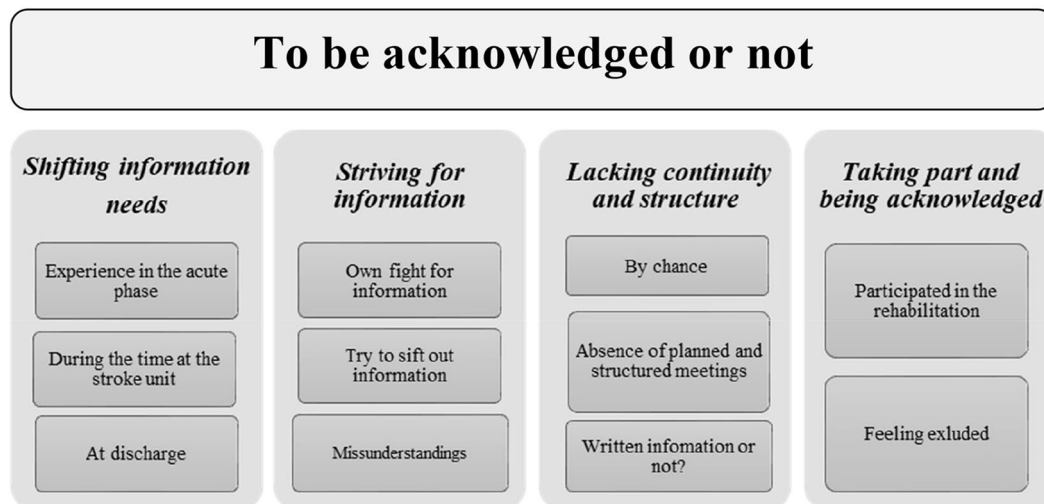 To be acknowledged or not
Shifting information
needs
Experience in the acute
phase
During the time at the
stroke unit
At discharge
Striving for
information
Own fight for
information
Try to sift out
information
Missunderstandings
Lacking continuity
and structure
By chance
Absence of planned and
structured meetings
Written infomation or
not?
Taking part and
being acknowledged
Participated in the
rehabilitation
Feeling exluded